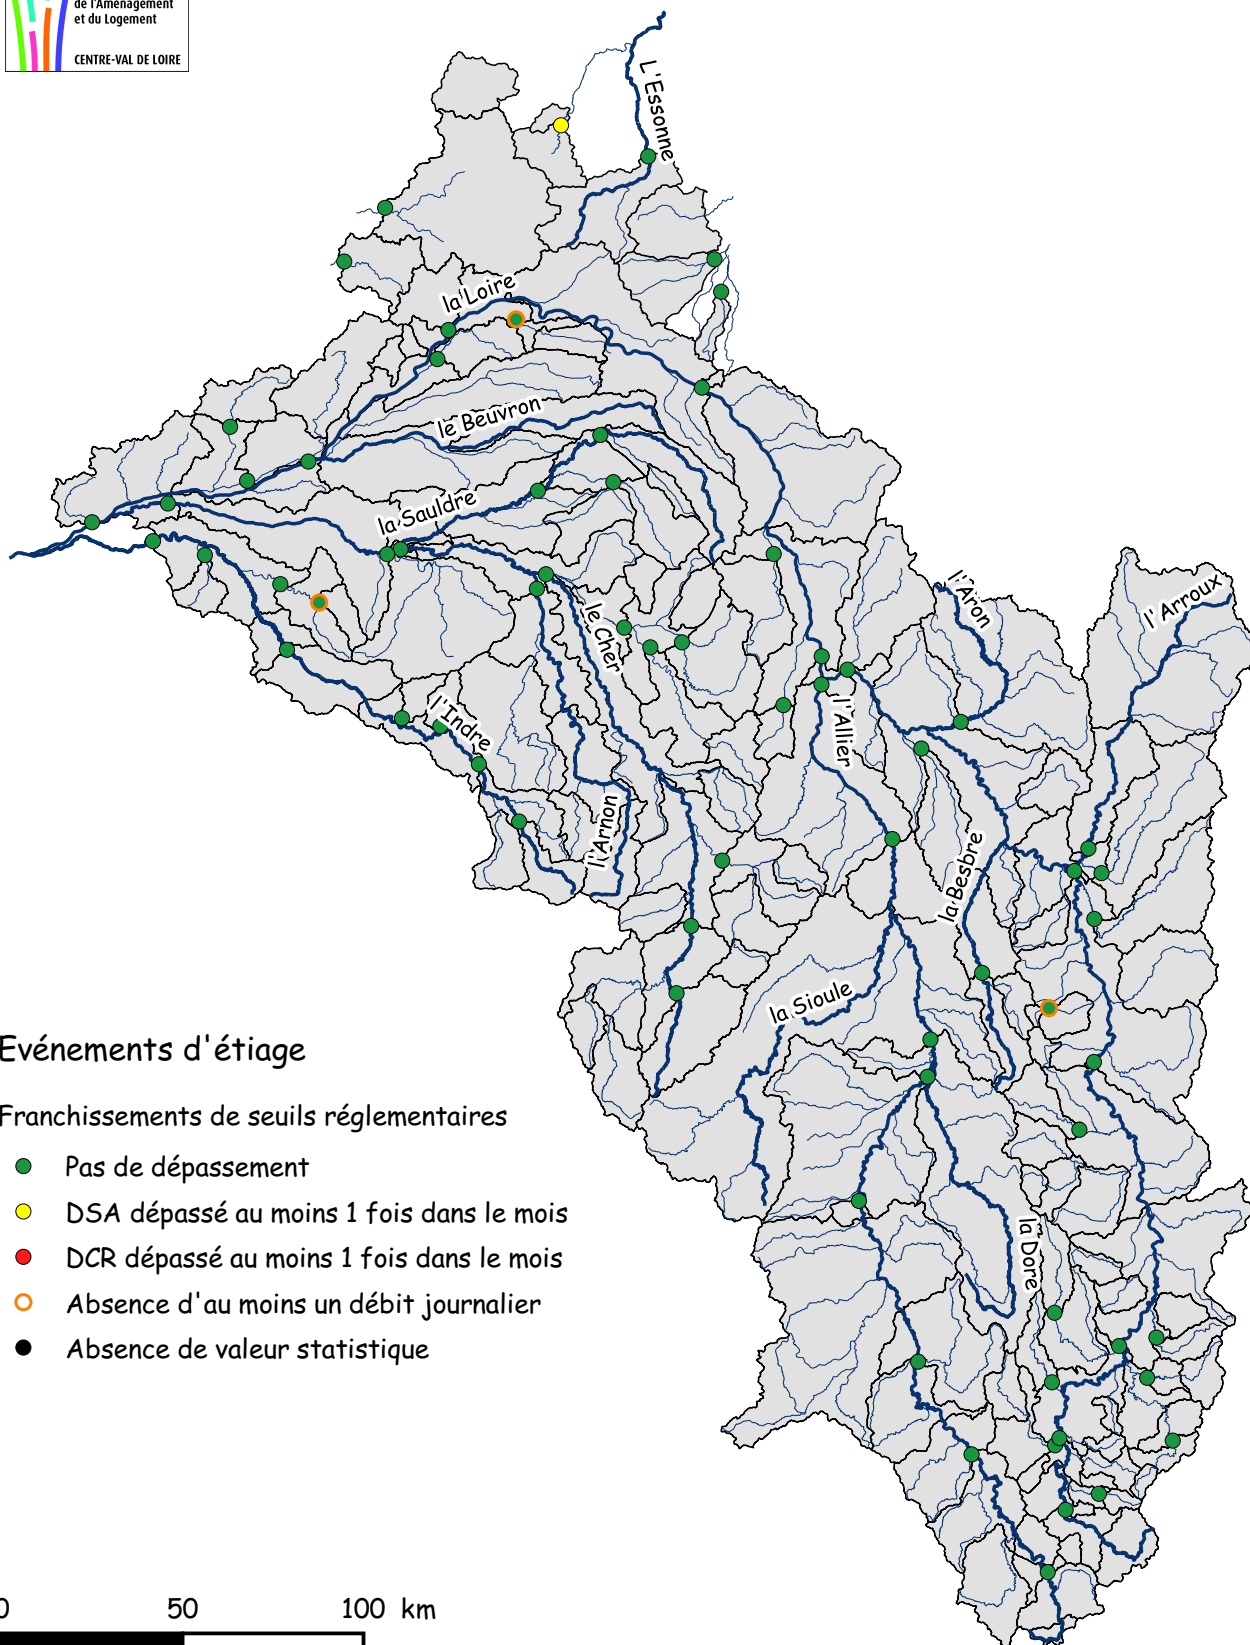 de l'Aménagement
et du Logement
CENTRE-VAL DE LOIRE
L'Essonne
la Loire
le Beuvron
la Sauldre
le Cher
l'Aron
l'Arroux
l'Indre
l'Allier
l'Arnon
la Besbre
la Sioule
la Dore
Evénements d'étiage
Franchissements de seuils réglementaires
Pas de dépassement
DSA dépassé au moins 1 fois dans le mois
DCR dépassé au moins 1 fois dans le mois
Absence d'au moins un débit journalier
Absence de valeur statistique
0 50 100 km